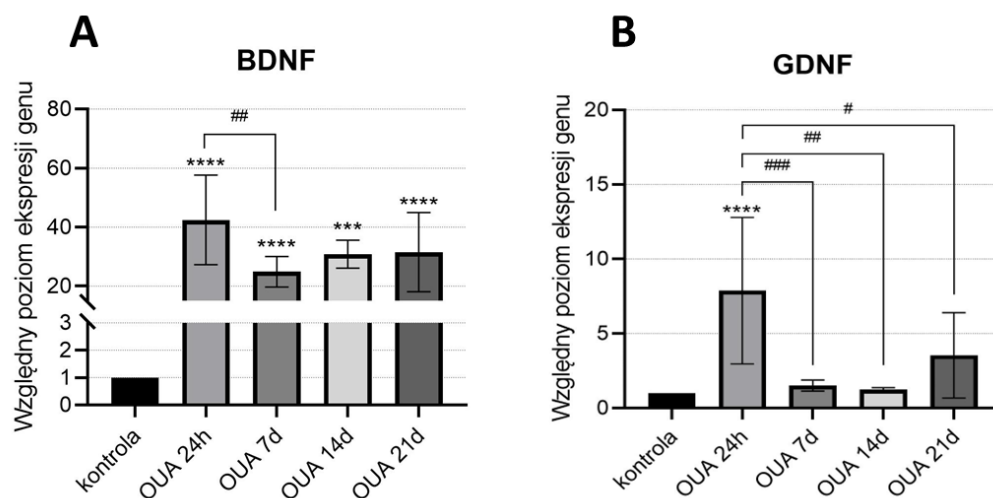 A
BDNF
Względny poziom ekspresji genu
80
60
40
20
3
2
1
0
##
****
****
***
****
kontrola
OUA 24h
OUA 7d
OUA 14d
OUA 21d
B
GDNF
Względny poziom ekspresji genu
20
15
10
5
0
#
##
###
****
kontrola
OUA 24h
OUA 7d
OUA 14d
OUA 21d